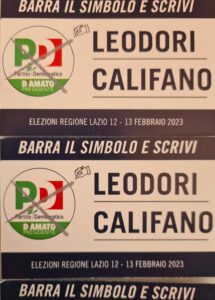 BARRA IL SIMBOLO E SCRIVI
PD
Partito Democratico
D'AMATO
PRESIDENTE
LEODORI
CALIFANO
ELEZIONI REGIONE LAZIO 12 - 13 FEBBRAIO 2023
BARRA IL SIMBOLO E SCRIVI
PD
Partito Democratico
D'AMATO
PRESIDENTE
LEODORI
CALIFANO
ELEZIONI REGIONE LAZIO 12 - 13 FEBBRAIO 2023
BARRA IL SIMBOLO E SCRIVI